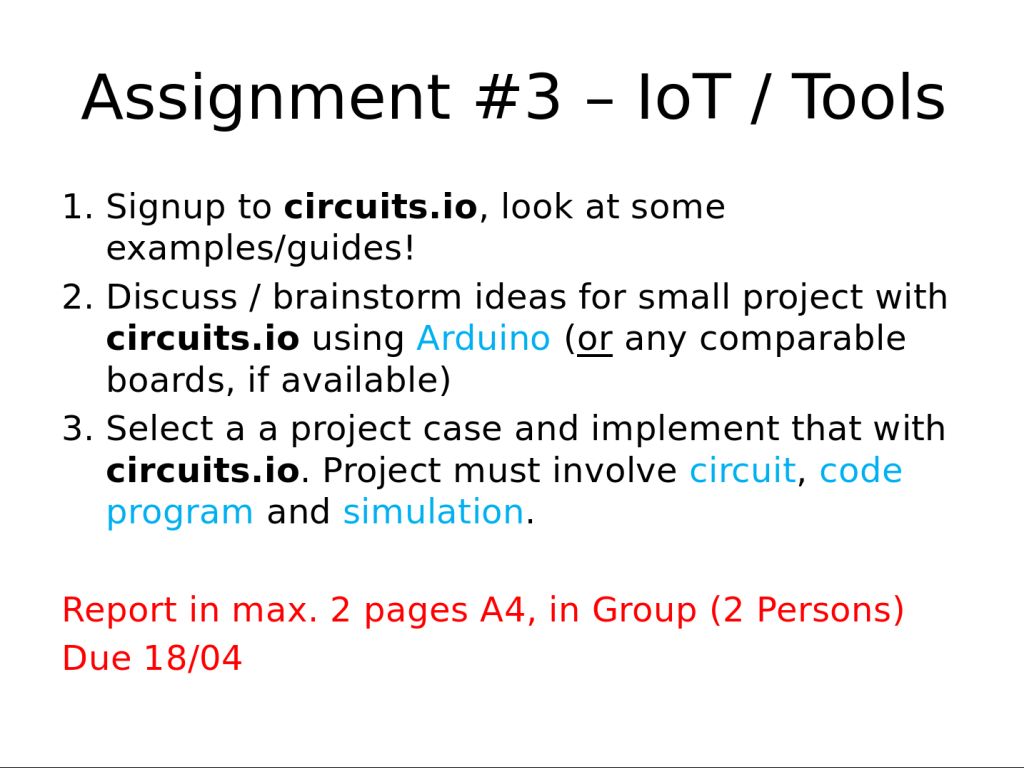 Assignment #3 – IoT / Tools
1. Signup to circuits.io, look at some
examples/guides!
2. Discuss / brainstorm ideas for small project with
circuits.io using Arduino (or any comparable
boards, if available)
3. Select a a project case and implement that with
circuits.io. Project must involve circuit, code
program and simulation.
Report in max. 2 pages A4, in Group (2 Persons)
Due 18/04